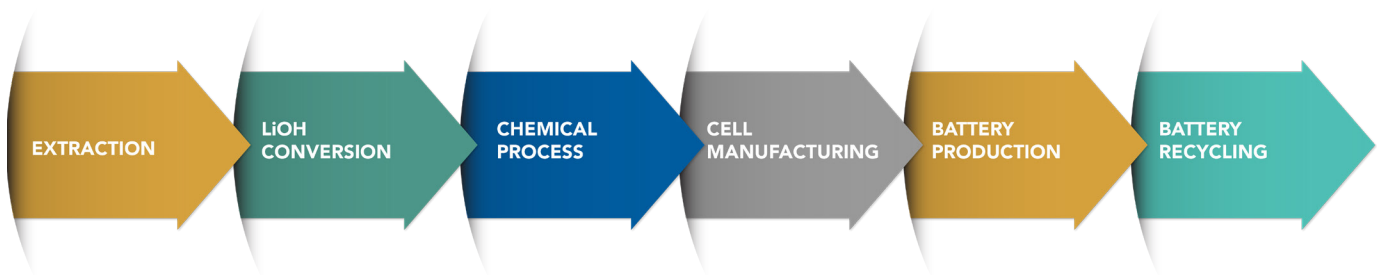 EXTRACTION
LiOH
CONVERSION
CHEMICAL
PROCESS
CELL
MANUFACTURING
BATTERY
PRODUCTION
BATTERY
RECYCLING